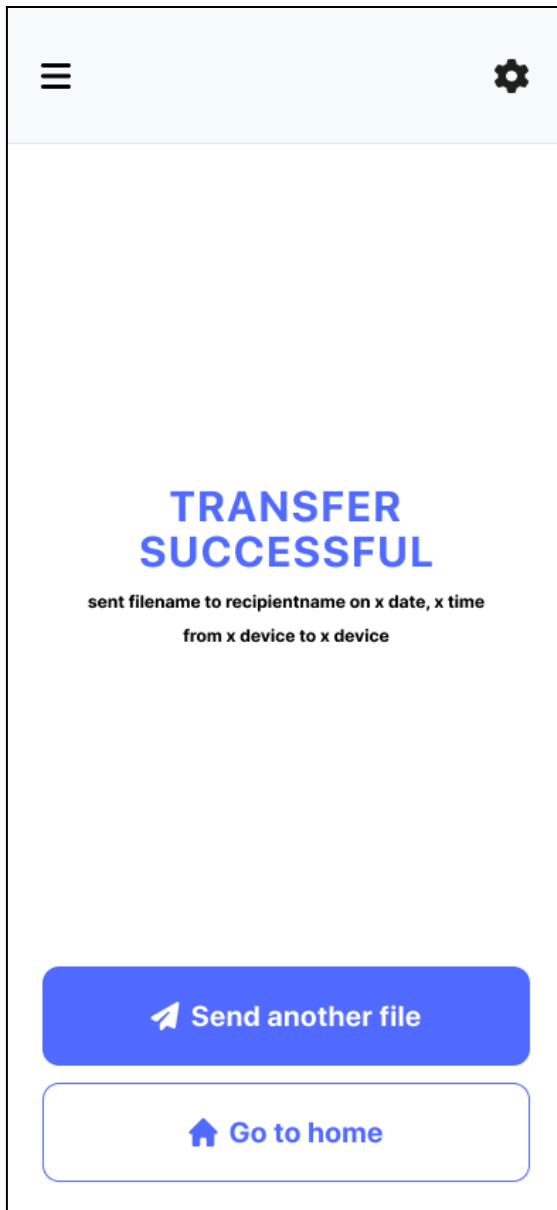 TRANSFER
SUCCESSFUL
sent filename to recipientname on x date, x time
from x device to x device
Send another file
Go to home